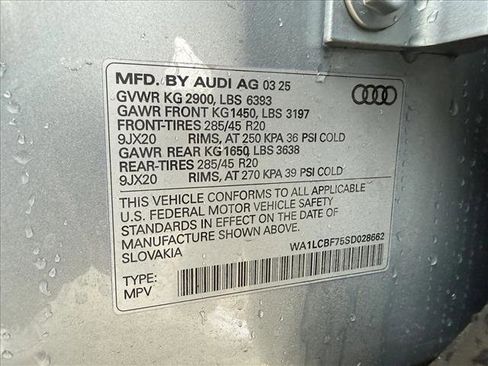 MFD. BY AUDI AG 03 25
GVWR KG 2900, LBS 6393
GAWR FRONT KG1450, LBS 3197
FRONT-TIRES 285/45 R20
9JX20 RIMS, AT 250 KPA 36 PSI COLD
GAWR REAR KG1650, LBS 3638
REAR-TIRES 285/45 R20
9JX20 RIMS, AT 270 KPA 39 PSI COLD
THIS VEHICLE CONFORMS TO ALL APPLICABLE
U.S. FEDERAL MOTOR VEHICLE SAFETY
STANDARDS IN EFFECT ON THE DATE OF
MANUFACTURE SHOWN ABOVE.
SLOVAKIA
WA1LCBF75SD028662
TYPE:
MPV